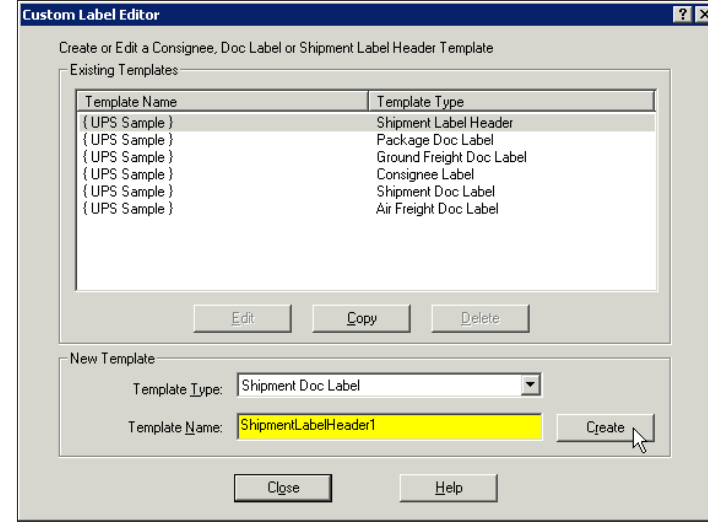 Custom Label Editor
Create or Edit a Consignee, Doc Label or Shipment Label Header Template
Existing Templates
Template Name Template Type
{ UPS Sample } Shipment Label Header
{ UPS Sample } Package Doc Label
{ UPS Sample } Ground Freight Doc Label
{ UPS Sample } Consignee Label
{ UPS Sample } Shipment Doc Label
{ UPS Sample } Air Freight Doc Label
Edit Copy Delete
New Template
Template Type: Shipment Doc Label
Template Name: ShipmentLabelHeader1 Create
Close Help